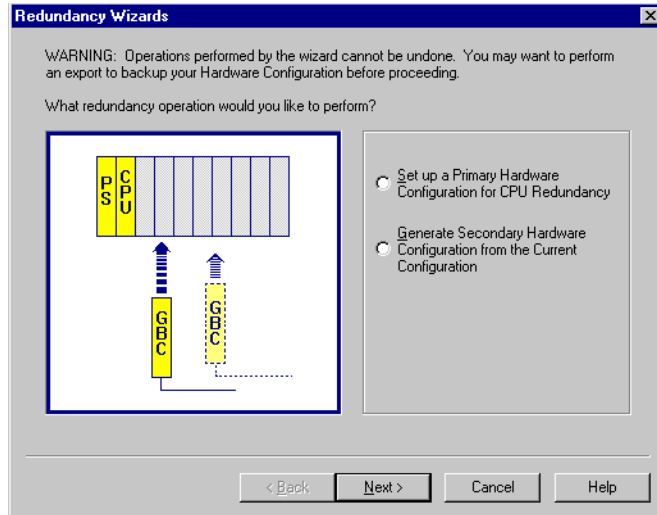 Redundancy Wizards
WARNING: Operations performed by the wizard cannot be undone. You may want to perform
an export to backup your Hardware Configuration before proceeding.
What redundancy operation would you like to perform?
PS
CPU
GBC
GBC
Set up a Primary Hardware
Configuration for CPU Redundancy
Generate Secondary Hardware
Configuration from the Current
Configuration
< Back
Next >
Cancel
Help